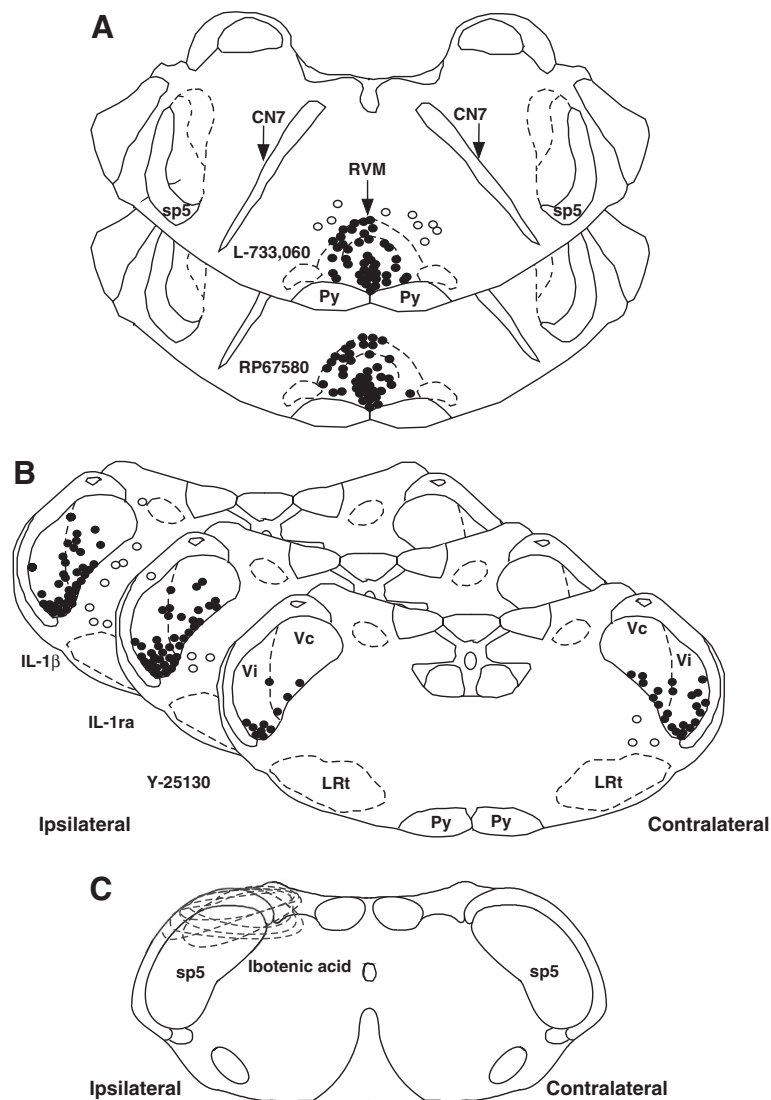 A
CN7
CN7
RVM
sp5
sp5
L-733,060
Py
Py
RP67580
B
Vc
Vc
Vi
Vi
IL-1β
IL-1ra
Y-25130
LRt
LRt
Ipsilateral
Py
Py
Contralateral
C
sp5
Ibotenic acid
sp5
Ipsilateral
Contralateral